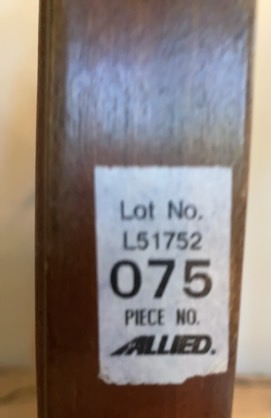 Lot No.
L51752
075
PIECE NO.
ALLIED.